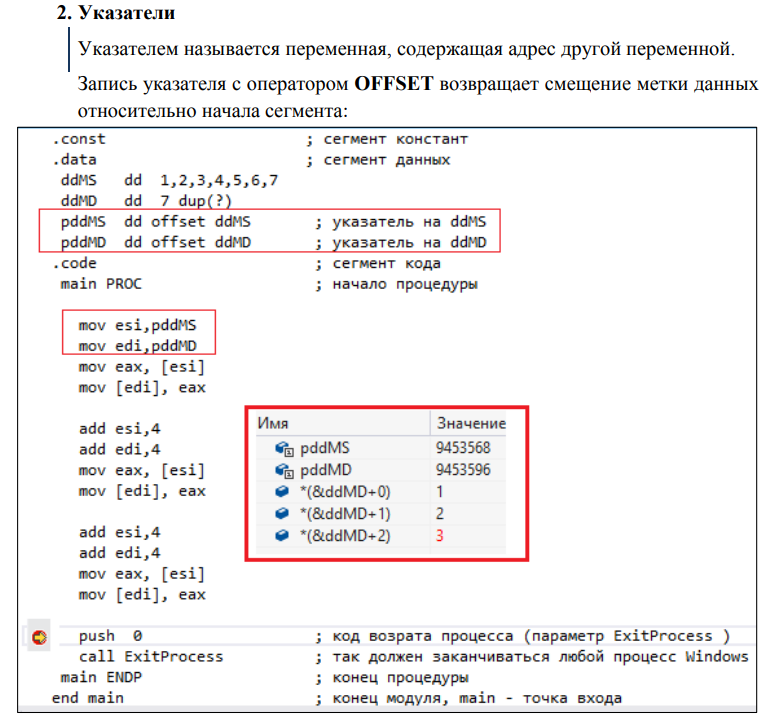 2. Указатели
Указателем называется переменная, содержащая адрес другой переменной.
Запись указателя с оператором OFFSET возвращает смещение метки данных
относительно начала сегмента:
.const ; сегмент констант
.data ; сегмент данных
ddMS dd 1,2,3,4,5,6,7
ddMD dd 7 dup(?)
pddMS dd offset ddMS ; указатель на ddMS
pddMD dd offset ddMD ; указатель на ddMD
.code ; сегмент кода
main PROC ; начало процедуры
mov esi,pddMS
mov edi,pddMD
mov eax, [esi]
mov [edi], eax
add esi,4
add edi,4
mov eax, [esi]
mov [edi], eax
add esi,4
add edi,4
mov eax, [esi]
mov [edi], eax
Имя Значение
pddMS 9453568
pddMD 9453596
*(&ddMD+0) 1
*(&ddMD+1) 2
*(&ddMD+2) 3
push 0 ; код возрата процесса (параметр ExitProcess )
call ExitProcess ; так должен заканчиваться любой процесс Windows
main ENDP ; конец процедуры
end main ; конец модуля, main - точка входа